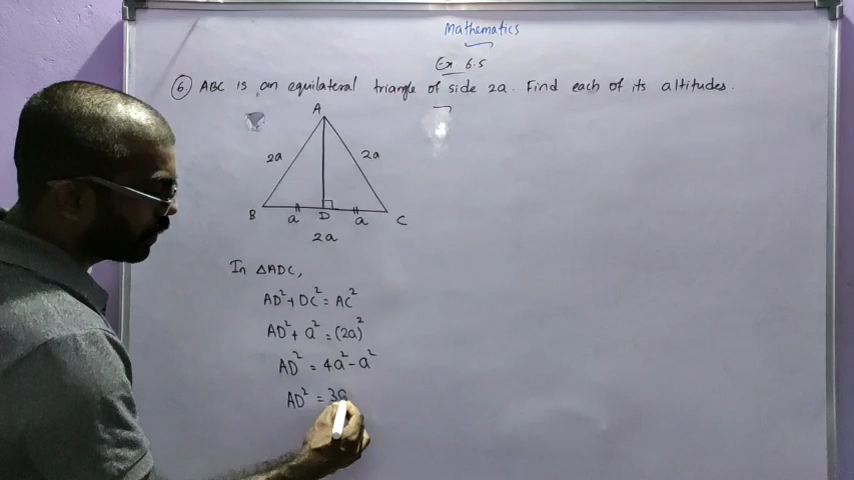 Mathematics
Ex 6.5
⑥ ABC is an equilateral triangle of side 2a. Find each of its altitudes.
A
2a 2a
B a D a C
2a
In △ADC,
AD² + DC² = AC²
AD² + a² = (2a)²
AD² = 4a² - a²
AD² = 3a